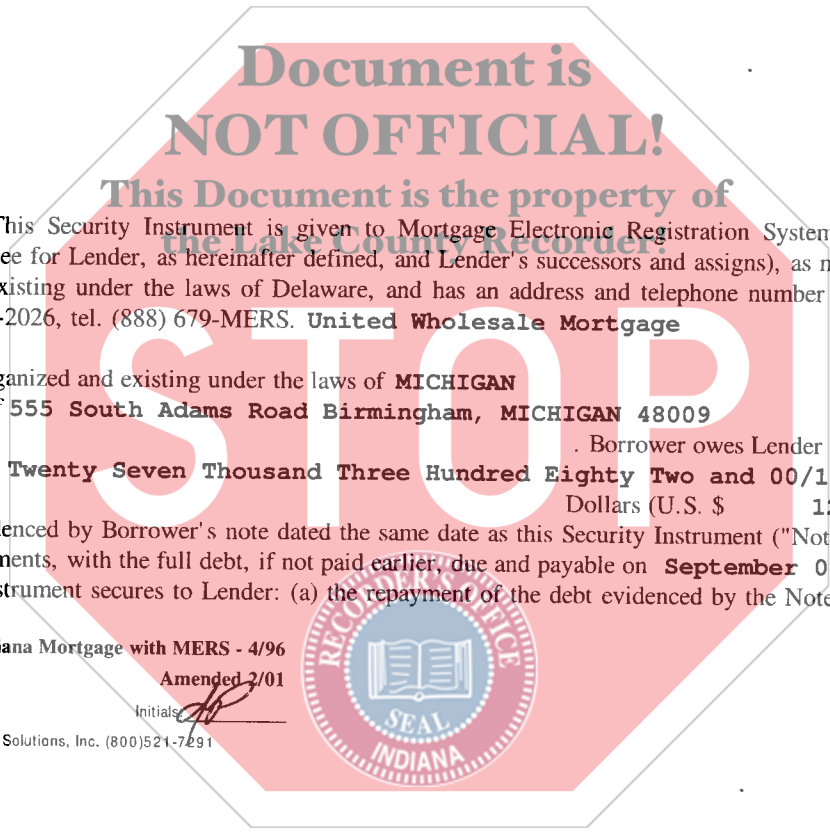 Document is
NOT OFFICIAL!
This Document is the property of
the Lake County Recorder!
This Security Instrument is given to Mortgage Electronic Registration System
ee for Lender, as hereinafter defined, and Lender's successors and assigns), as
xisting under the laws of Delaware, and has an address and telephone number
-2026, tel. (888) 679-MERS. United Wholesale Mortgage
ganized and existing under the laws of MICHIGAN
555 South Adams Road Birmingham, MICHIGAN 48009
. Borrower owes Lender
Twenty Seven Thousand Three Hundred Eighty Two and 00/1
Dollars (U.S. $ 12
enced by Borrower's note dated the same date as this Security Instrument ("Not
ments, with the full debt, if not paid earlier, due and payable on September 0
strument secures to Lender: (a) the repayment of the debt evidenced by the Note
STOP
iana Mortgage with MERS - 4/96
Amended 2/01
Initials
Solutions, Inc. (800)521-7291
RECORDER'S OFFICE
SEAL
INDIANA